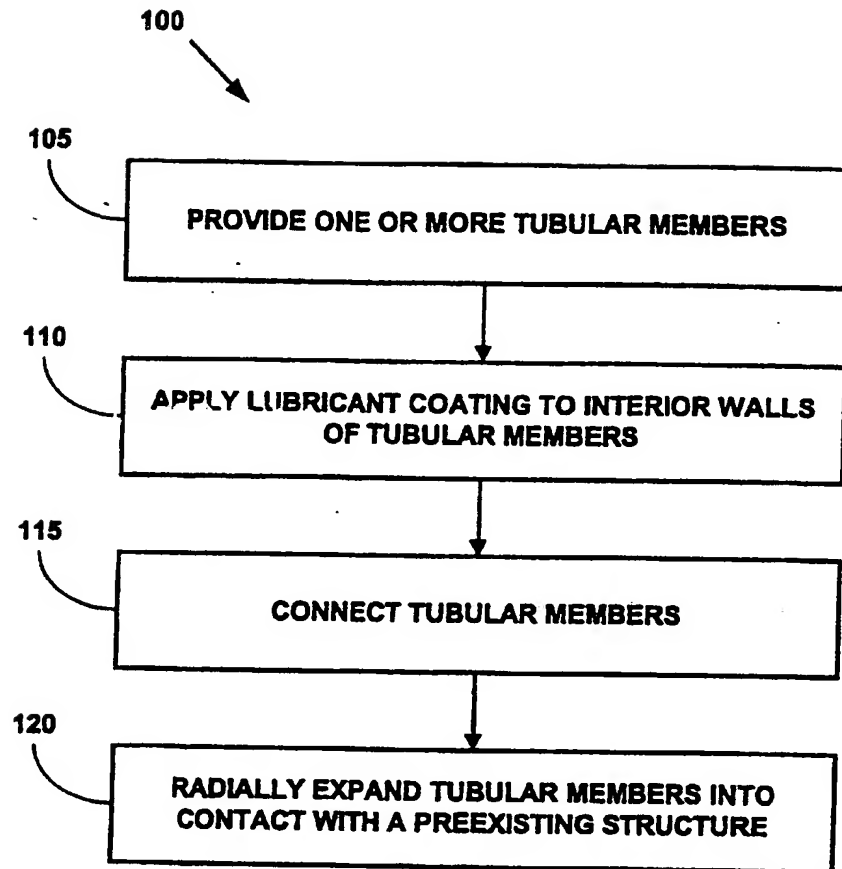 100
105
PROVIDE ONE OR MORE TUBULAR MEMBERS
110
APPLY LUBRICANT COATING TO INTERIOR WALLS
OF TUBULAR MEMBERS
115
CONNECT TUBULAR MEMBERS
120
RADIALLY EXPAND TUBULAR MEMBERS INTO
CONTACT WITH A PREEXISTING STRUCTURE